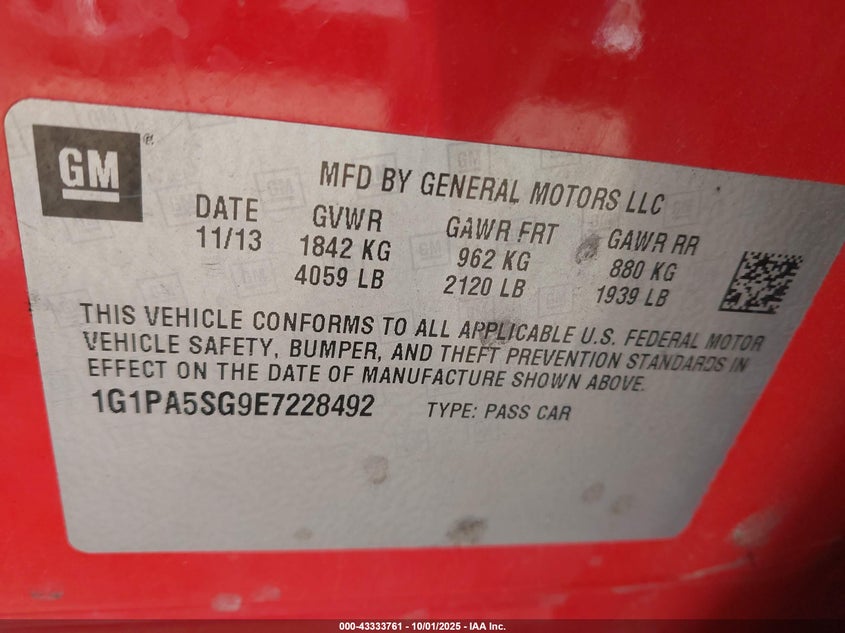 GM ®
MFD BY GENERAL MOTORS LLC
DATE GVWR GAWR FRT GAWR RR
11/13 1842 KG 962 KG 880 KG
4059 LB 2120 LB 1939 LB
THIS VEHICLE CONFORMS TO ALL APPLICABLE U.S. FEDERAL MOTOR
VEHICLE SAFETY, BUMPER, AND THEFT PREVENTION STANDARDS IN
EFFECT ON THE DATE OF MANUFACTURE SHOWN ABOVE.
1G1PA5SG9E7228492 TYPE: PASS CAR
000-43333761 - 10/01/2025 - IAA Inc.